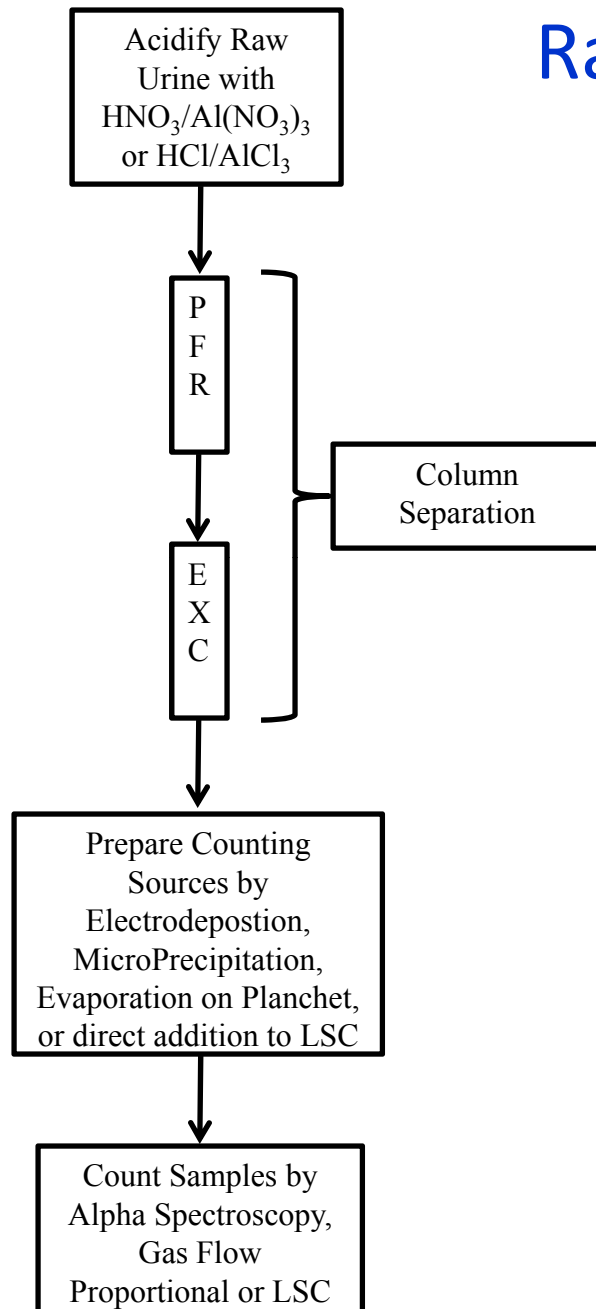 Ra
Acidify Raw
Urine with
HNO₃/Al(NO₃)₃
or HCl/AlCl₃
P
F
R
Column
Separation
E
X
C
Prepare Counting
Sources by
Electrodepostion,
MicroPrecipitation,
Evaporation on Planchet,
or direct addition to LSC
Count Samples by
Alpha Spectroscopy,
Gas Flow
Proportional or LSC